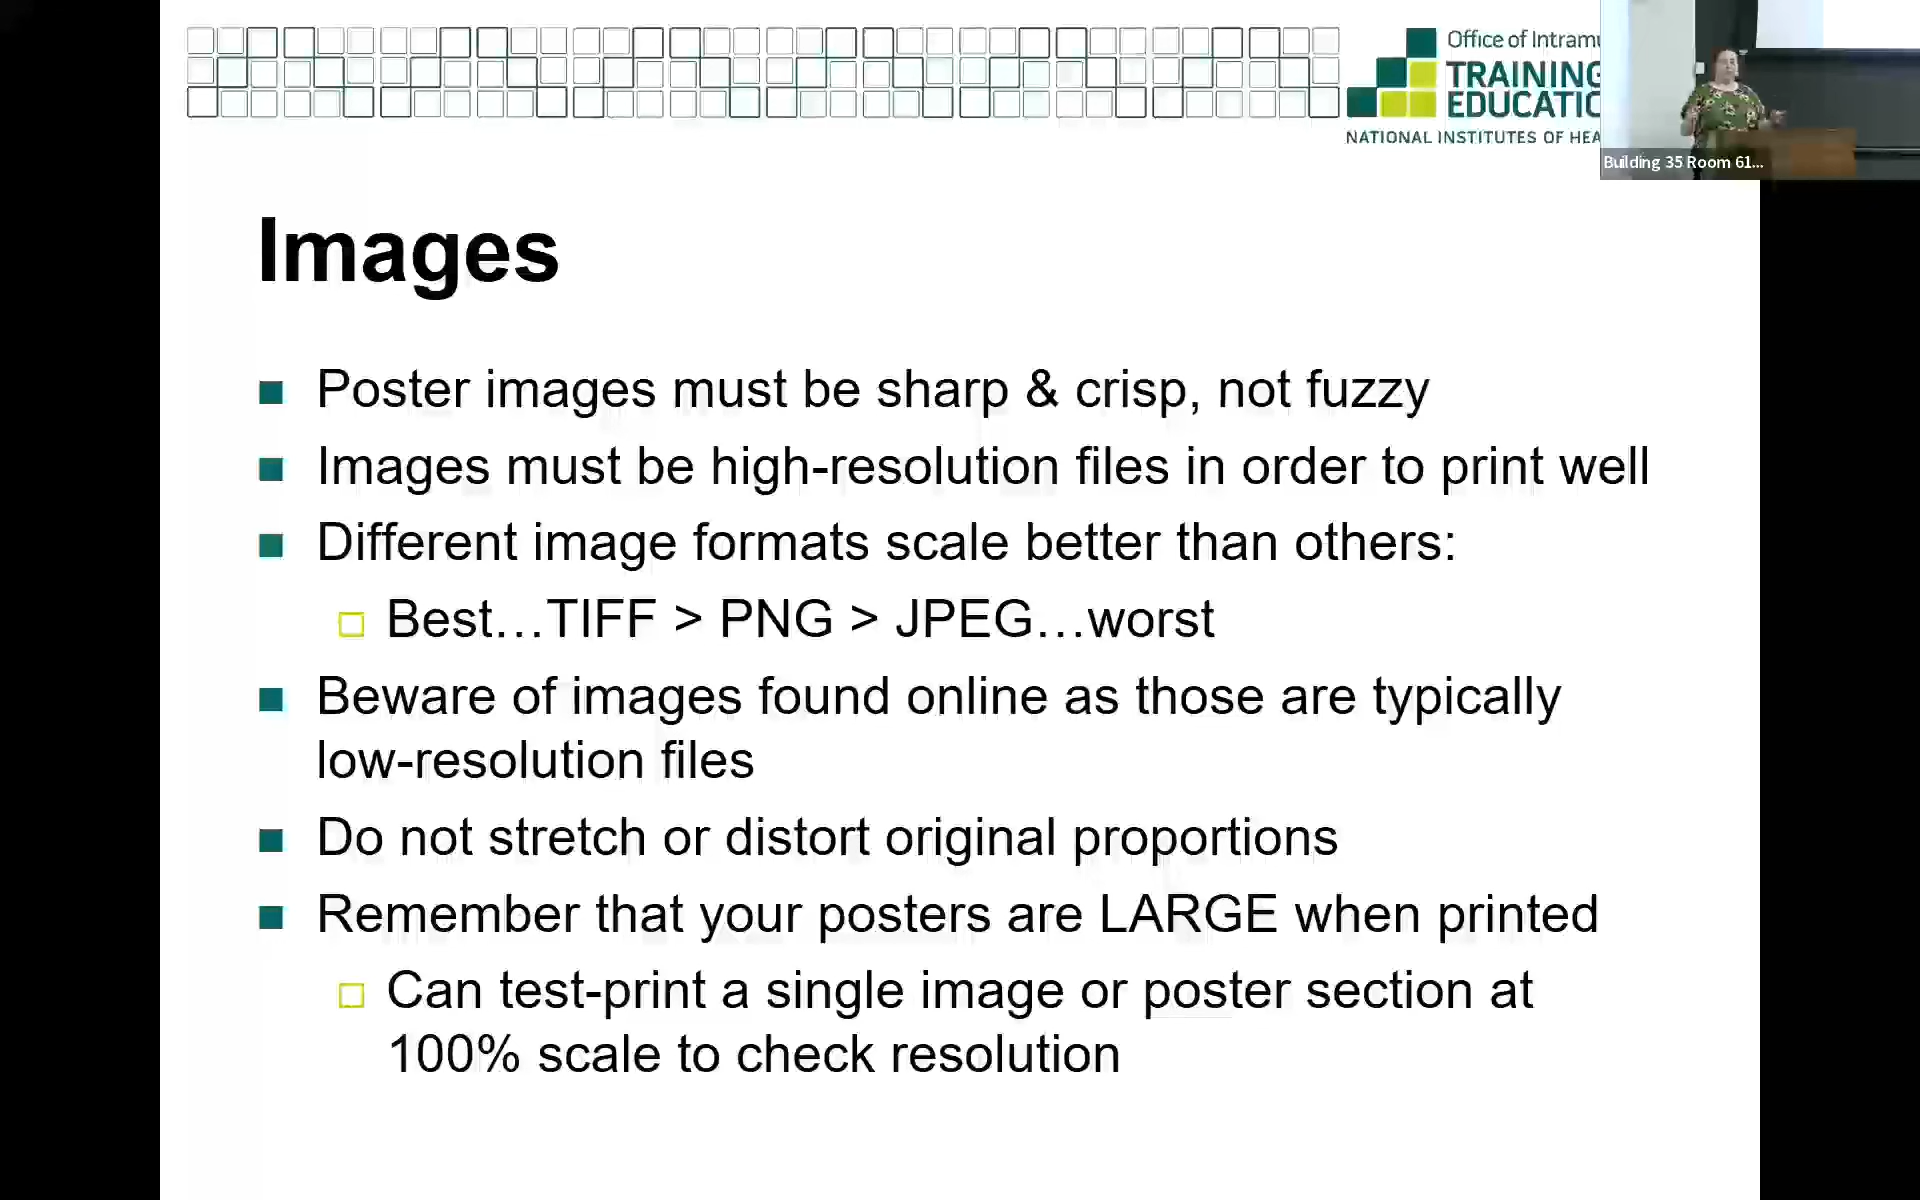 Office of Intramu
TRAINING
EDUCATIC
NATIONAL INSTITUTES OF HEA
Building 35 Room 61...
Images
Poster images must be sharp & crisp, not fuzzy
Images must be high-resolution files in order to print well
Different image formats scale better than others:
Best…TIFF > PNG > JPEG…worst
Beware of images found online as those are typically
low-resolution files
Do not stretch or distort original proportions
Remember that your posters are LARGE when printed
Can test-print a single image or poster section at
100% scale to check resolution